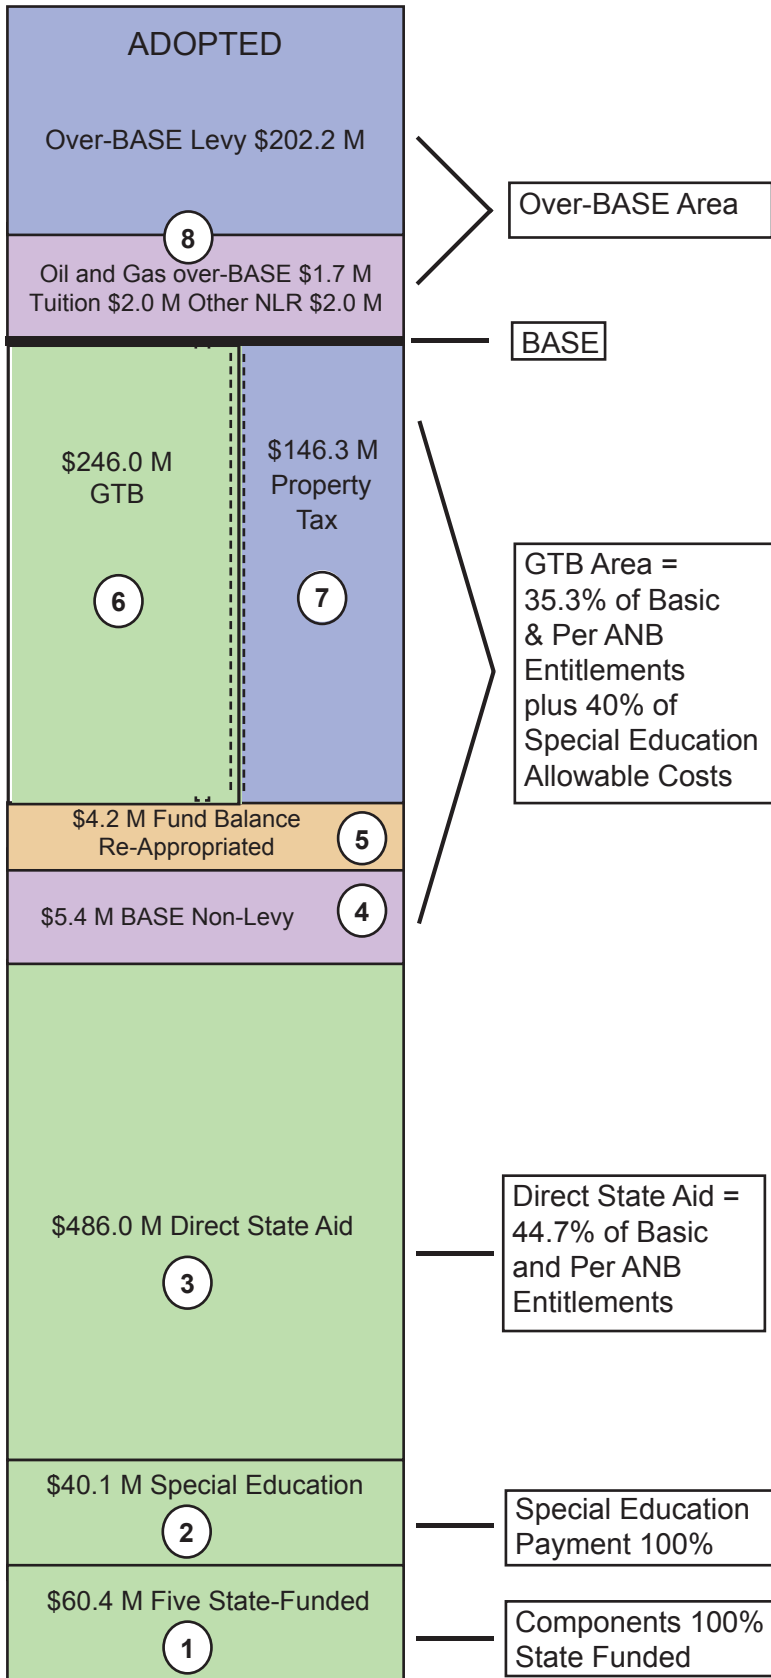 ADOPTED
Over-BASE Levy $202.2 M
8
Oil and Gas over-BASE $1.7 M
Tuition $2.0 M Other NLR $2.0 M
Over-BASE Area
BASE
$246.0 M
GTB
6
$146.3 M
Property
Tax
7
GTB Area =
35.3% of Basic
& Per ANB
Entitlements
plus 40% of
Special Education
Allowable Costs
$4.2 M Fund Balance
Re-Appropriated
5
$5.4 M BASE Non-Levy
4
$486.0 M Direct State Aid
3
Direct State Aid =
44.7% of Basic
and Per ANB
Entitlements
$40.1 M Special Education
2
Special Education
Payment 100%
$60.4 M Five State-Funded
1
Components 100%
State Funded